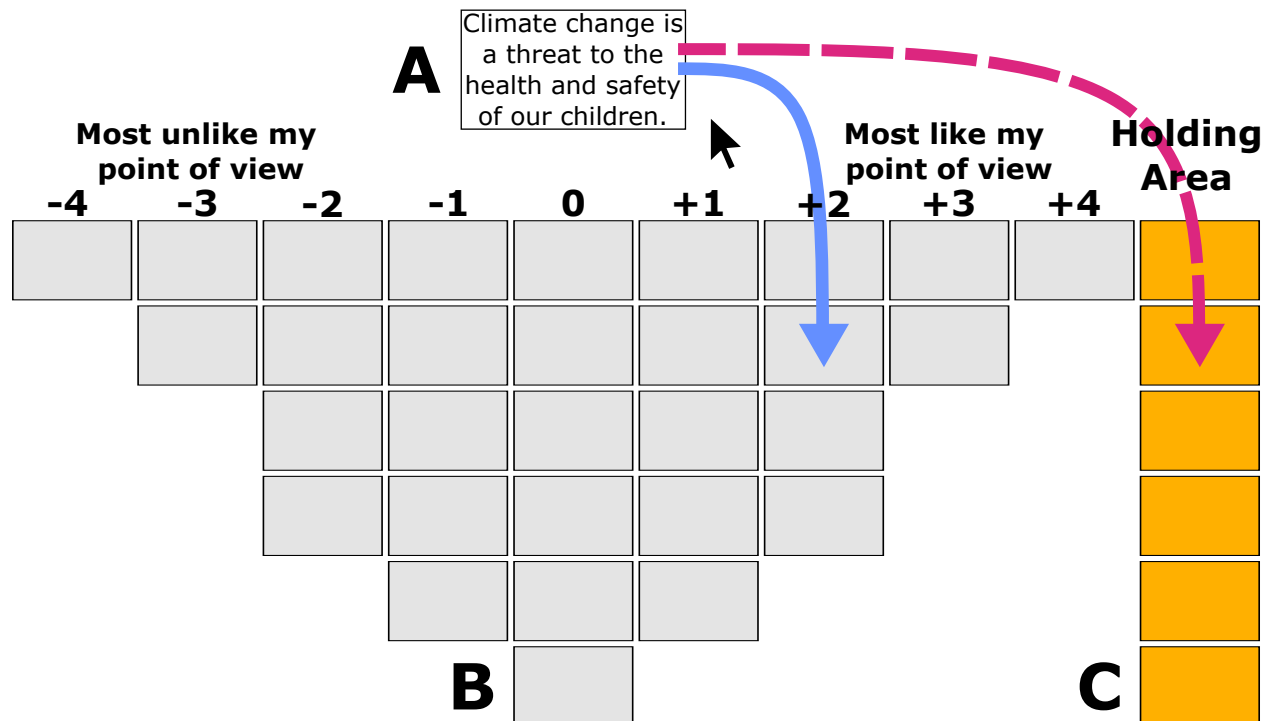 A
Climate change is
a threat to the
health and safety
of our children.
Most unlike my
point of view
Most like my
point of view
Holding
Area
-4 -3 -2 -1 0 +1 +2 +3 +4
B
C